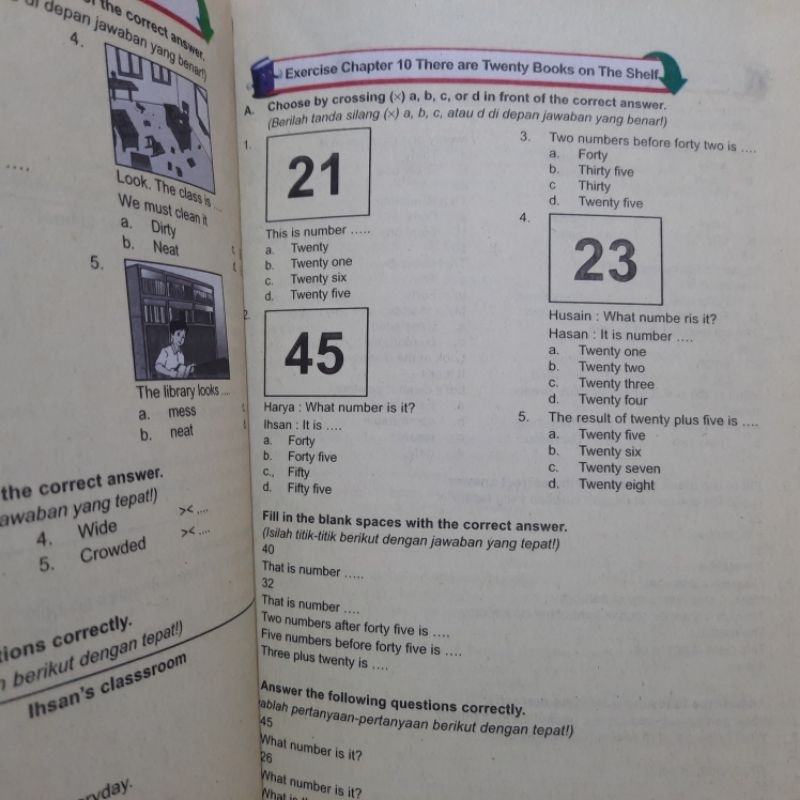 the correct answer.
di depan jawaban yang benar!)
4.
Look. The class is ....
We must clean it
a. Dirty
b. Neat
5.
The library looks ....
a. mess
b. neat
the correct answer.
awaban yang tepat!)
4. Wide >< ....
5. Crowded >< ....
tions correctly.
berikut dengan tepat!)
Ihsan's classsroom
ryday.
Exercise Chapter 10 There are Twenty Books on The Shelf
A. Choose by crossing (×) a, b, c, or d in front of the correct answer.
(Berilah tanda silang (×) a, b, c, atau d di depan jawaban yang benar!)
1.
21
This is number .....
a. Twenty
b. Twenty one
c. Twenty six
d. Twenty five
2.
45
Harya : What number is it?
Ihsan : It is ....
a. Forty
b. Forty five
c., Fifty
d. Fifty five
3. Two numbers before forty two is ....
a. Forty
b. Thirty five
c Thirty
d. Twenty five
4.
23
Husain : What numbe ris it?
Hasan : It is number ....
a. Twenty one
b. Twenty two
c. Twenty three
d. Twenty four
5. The result of twenty plus five is ....
a. Twenty five
b. Twenty six
c. Twenty seven
d. Twenty eight
Fill in the blank spaces with the correct answer.
(Isilah titik-titik berikut dengan jawaban yang tepat!)
40
That is number .....
32
That is number ....
Two numbers after forty five is ....
Five numbers before forty five is ....
Three plus twenty is ....
Answer the following questions correctly.
ablah pertanyaan-pertanyaan berikut dengan tepat!)
45
What number is it?
26
What number is it?
What is